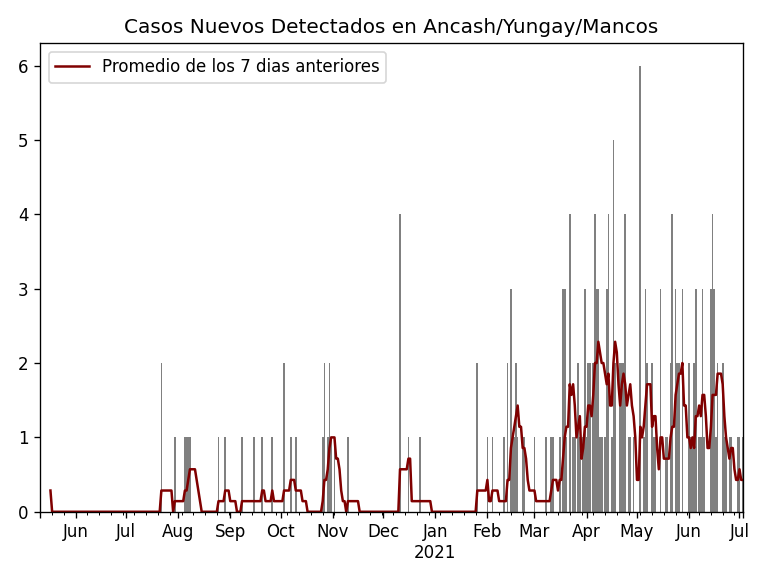 Casos Nuevos Detectados en Ancash/Yungay/Mancos
Promedio de los 7 dias anteriores
6
5
4
3
2
1
0
Jun Jul Aug Sep Oct Nov Dec Jan Feb Mar Apr May Jun Jul
2021